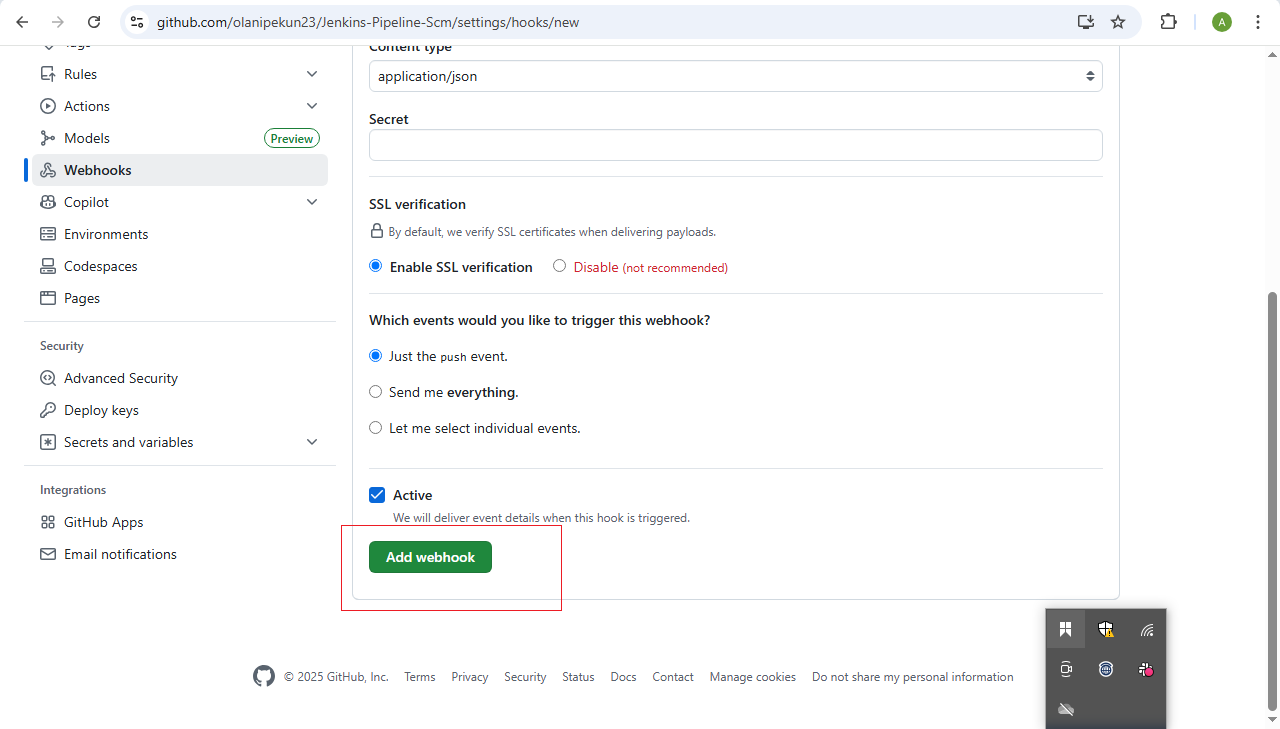 github.com/olanipekun23/Jenkins-Pipeline-Scm/settings/hooks/new
A
Tags
Rules
Actions
Models Preview
Webhooks
Copilot
Environments
Codespaces
Pages
Security
Advanced Security
Deploy keys
Secrets and variables
Integrations
GitHub Apps
Email notifications
Content type
application/json
Secret
SSL verification
By default, we verify SSL certificates when delivering payloads.
Enable SSL verification Disable (not recommended)
Which events would you like to trigger this webhook?
Just the push event.
Send me everything.
Let me select individual events.
Active
We will deliver event details when this hook is triggered.
Add webhook
© 2025 GitHub, Inc. Terms Privacy Security Status Docs Contact Manage cookies Do not share my personal information